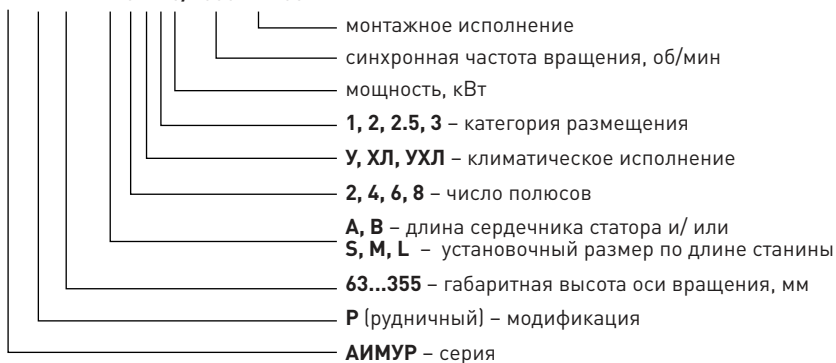 монтажное исполнение
синхронная частота вращения, об/мин
мощность, кВт
1, 2, 2.5, 3 – категория размещения
У, ХЛ, УХЛ – климатическое исполнение
2, 4, 6, 8 – число полюсов
А, В – длина сердечника статора и/ или
S, M, L – установочный размер по длине станины
63...355 – габаритная высота оси вращения, мм
Р (рудничный) – модификация
АИМУР – серия